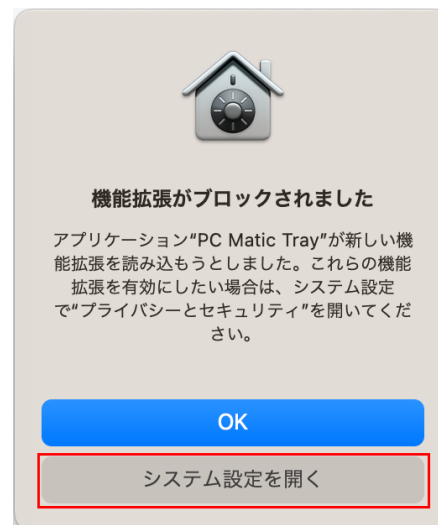 機能拡張がブロックされました
アプリケーション“PC Matic Tray”が新しい機
能拡張を読み込もうとしました。これらの機能
拡張を有効にしたい場合は、システム設定
で“プライバシーとセキュリティ”を開いてくだ
さい。
OK
システム設定を開く